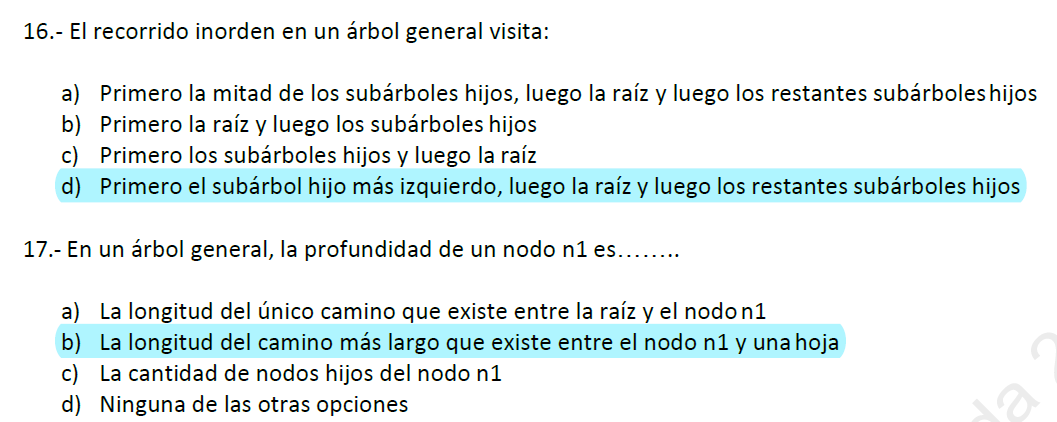 16.- El recorrido inorden en un árbol general visita:
a) Primero la mitad de los subárboles hijos, luego la raíz y luego los restantes subárboles hijos
b) Primero la raíz y luego los subárboles hijos
c) Primero los subárboles hijos y luego la raíz
d) Primero el subárbol hijo más izquierdo, luego la raíz y luego los restantes subárboles hijos
17.- En un árbol general, la profundidad de un nodo n1 es........
a) La longitud del único camino que existe entre la raíz y el nodo n1
b) La longitud del camino más largo que existe entre el nodo n1 y una hoja
c) La cantidad de nodos hijos del nodo n1
d) Ninguna de las otras opciones